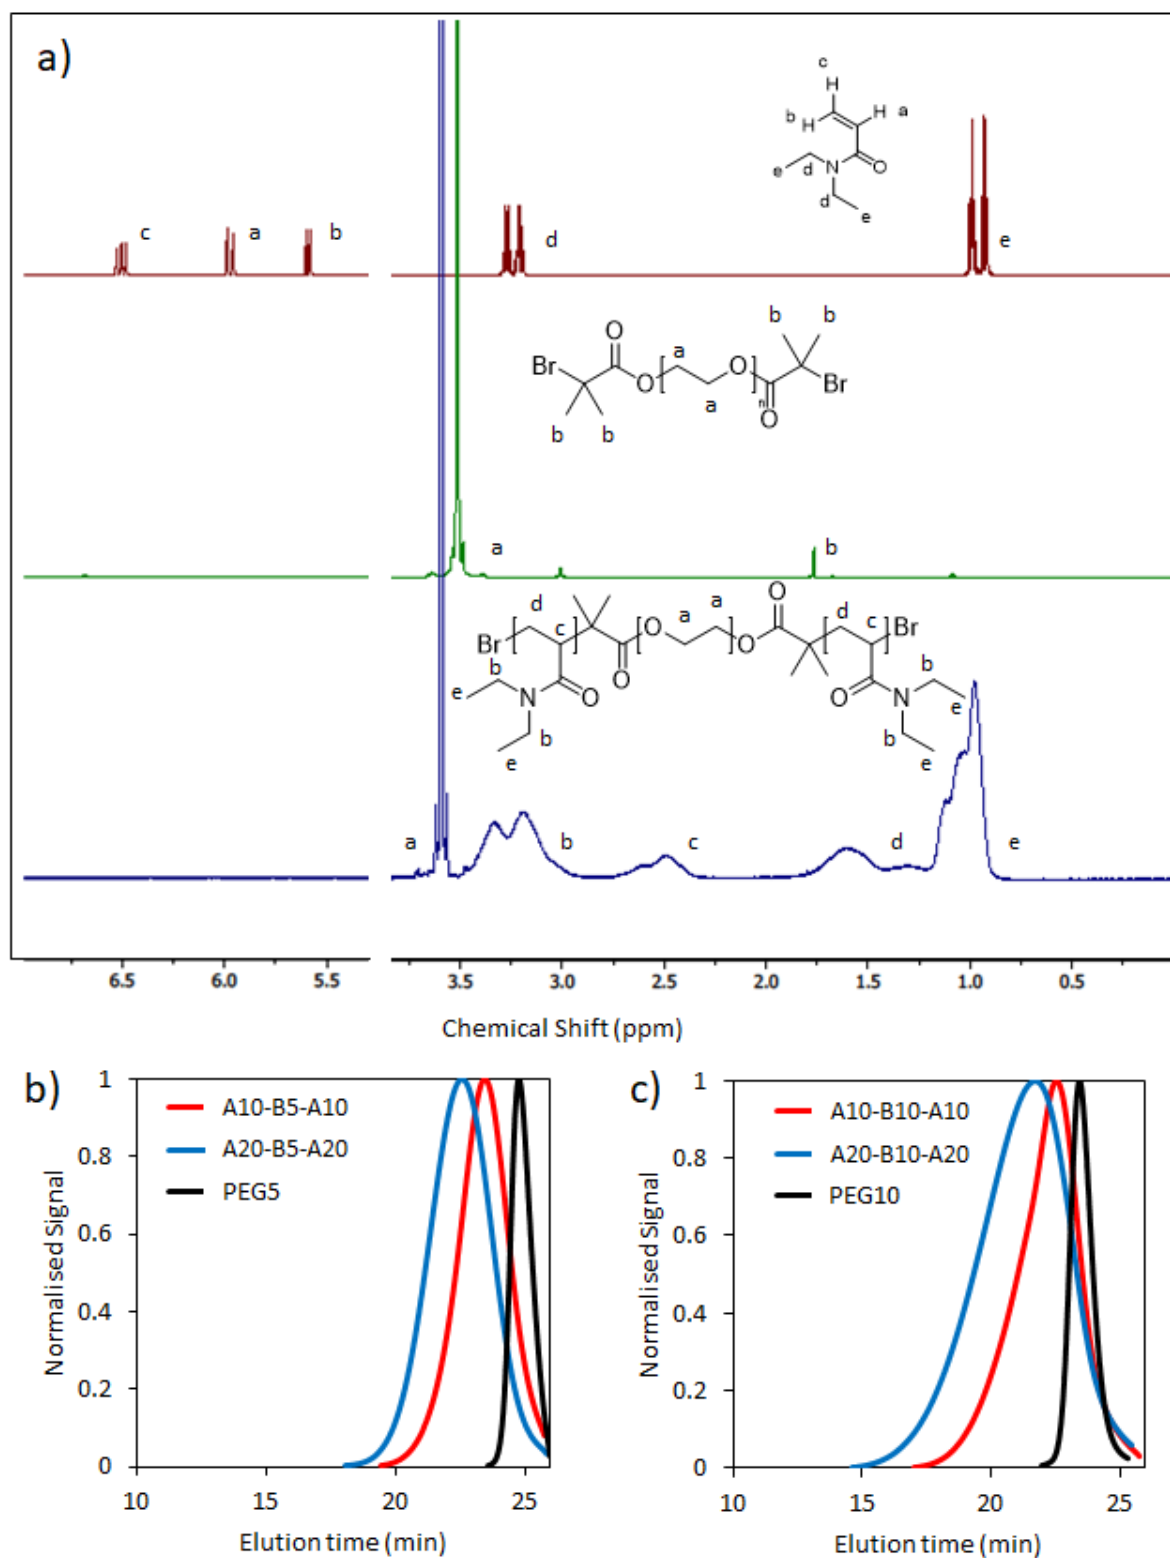 a)
c
H
b
H
H
a
e
d
N
O
d
e
c
a
b
d
e
b
b
O
Br
a
O
O
n
Br
a
O
O
b
b
a
b
d
a
a
O
d
Br
c
O
O
c
Br
b
O
O
b
e
N
O
O
N
e
b
b
e
e
a
b
c
d
e
6.5 6.0 5.5 3.5 3.0 2.5 2.0 1.5 1.0 0.5
Chemical Shift (ppm)
b)
Normalised Signal
1
0.8
0.6
0.4
0.2
0
A10-B5-A10
A20-B5-A20
PEG5
10 15 20 25
Elution time (min)
c)
Normalised Signal
1
0.8
0.6
0.4
0.2
0
A10-B10-A10
A20-B10-A20
PEG10
10 15 20 25
Elution time (min)